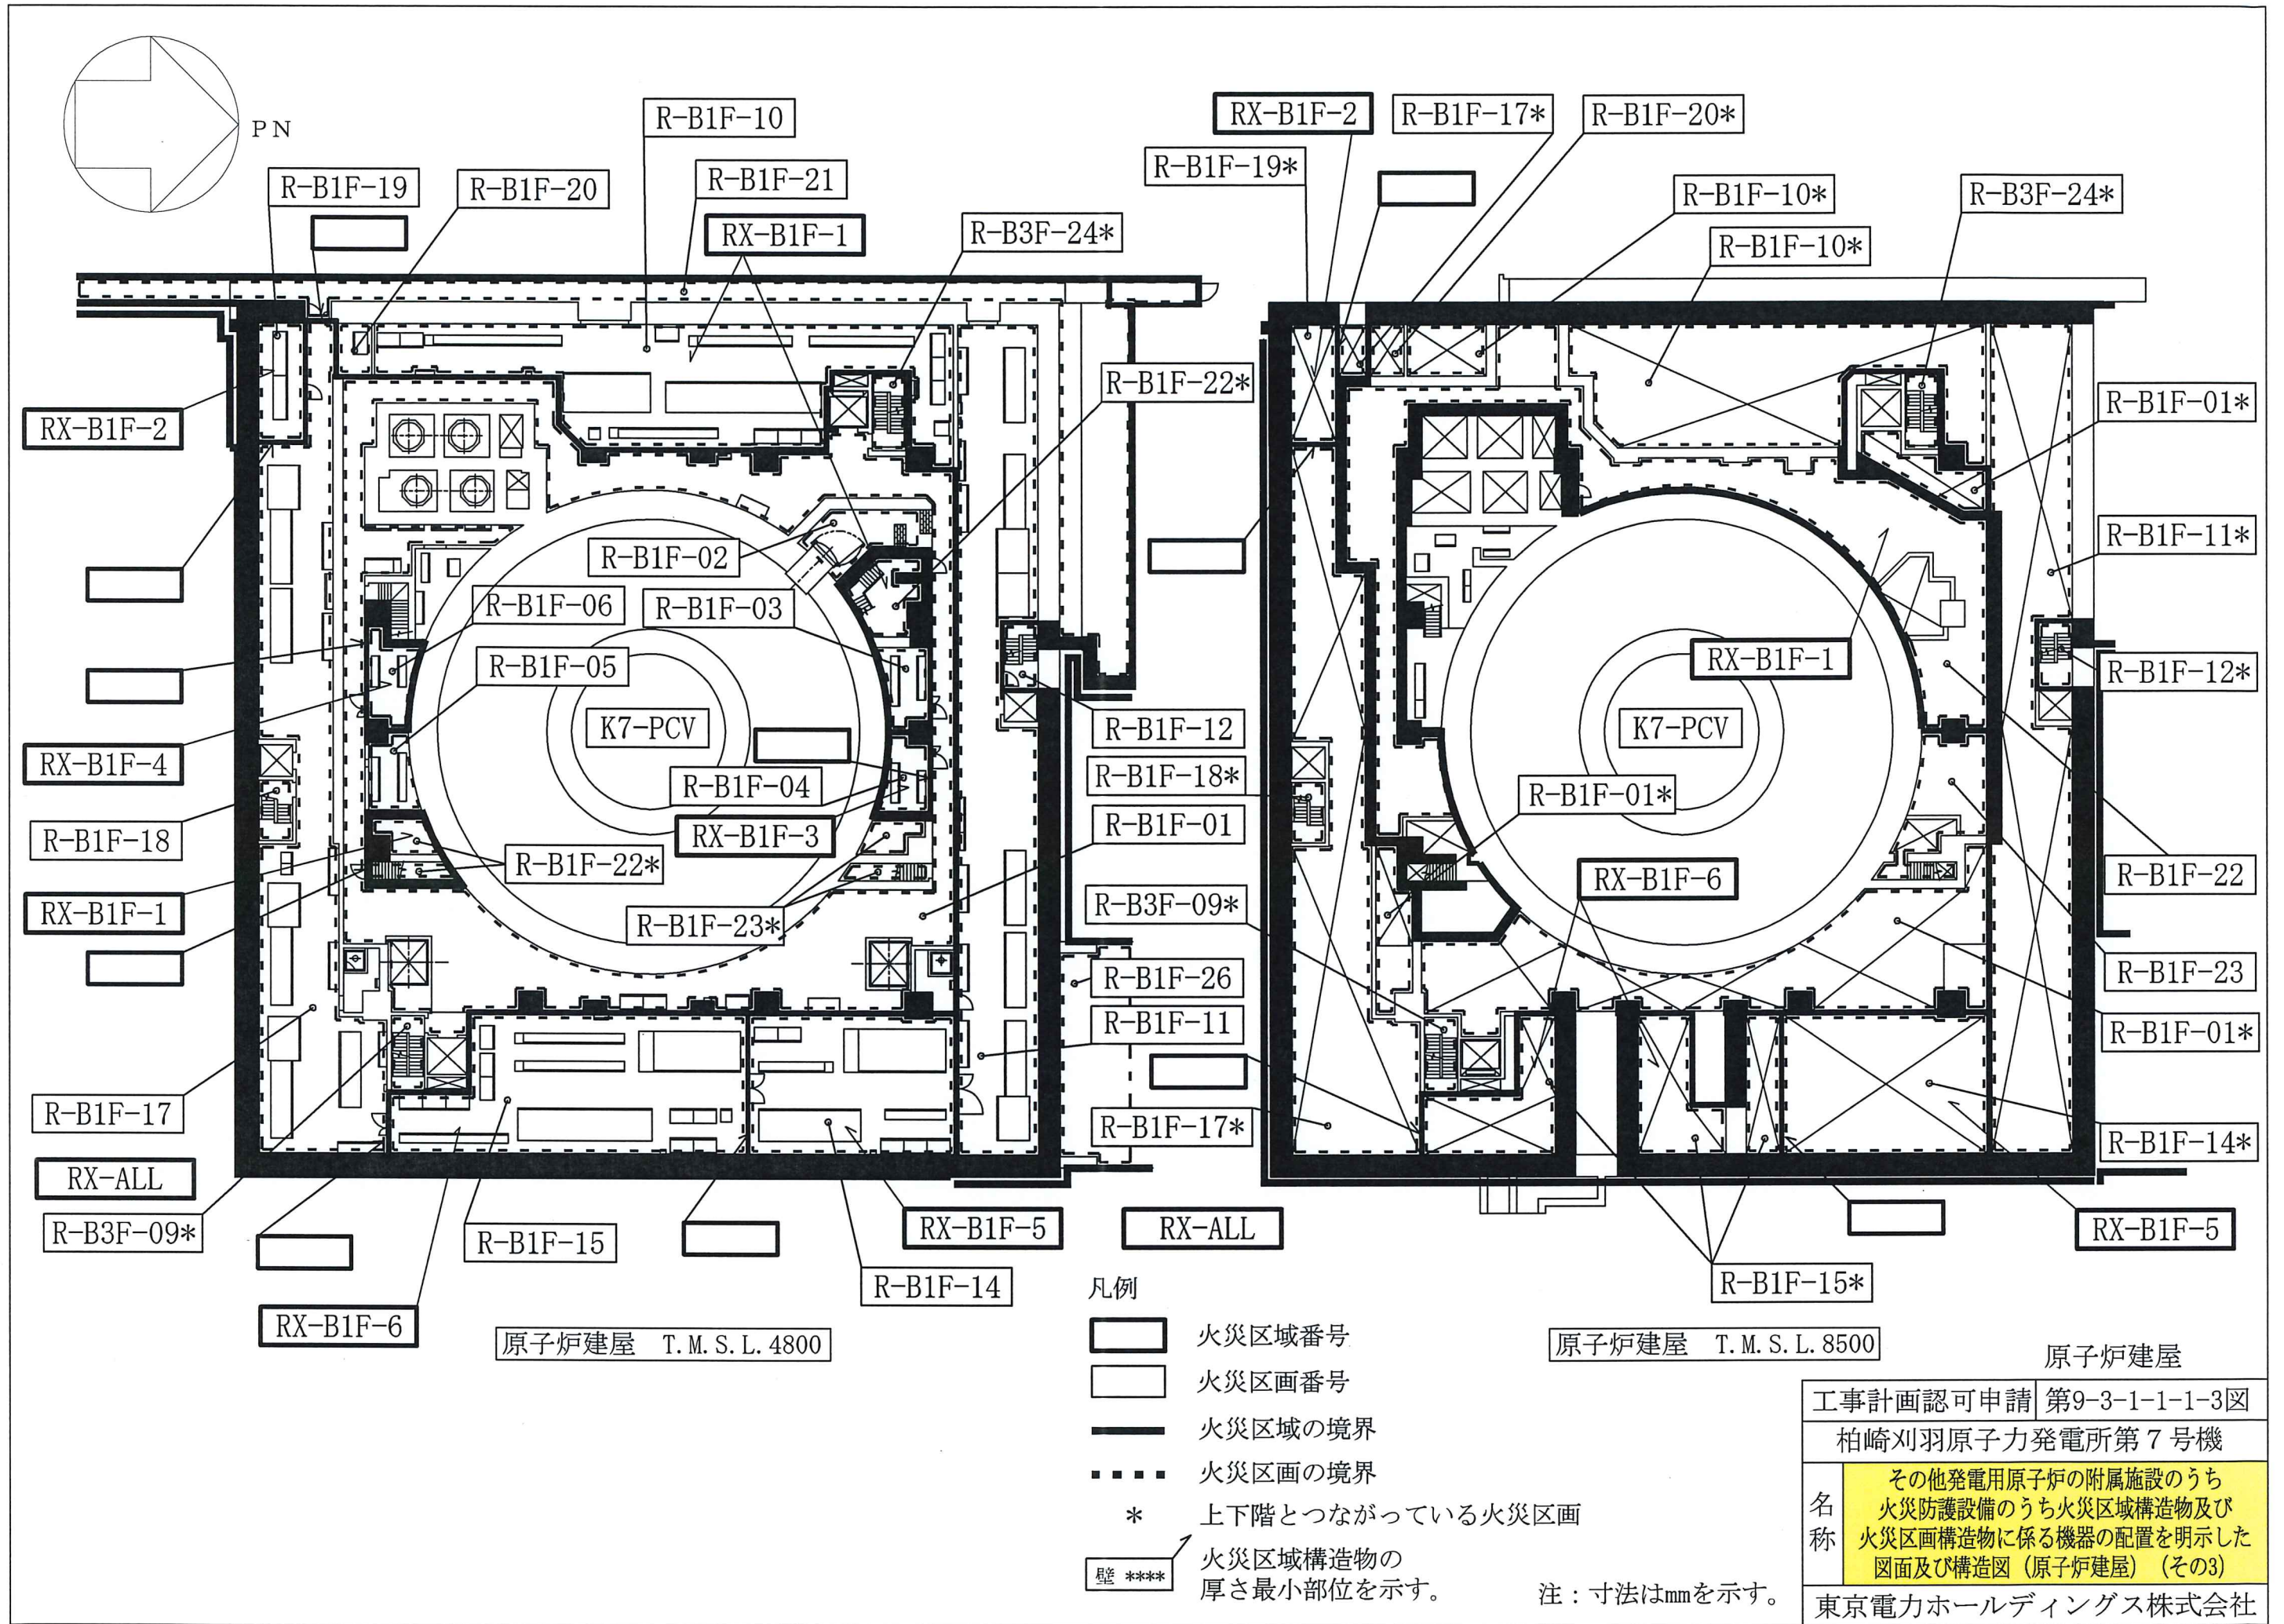 PN
R-B1F-10
R-B1F-19
R-B1F-20
R-B1F-21
RX-B1F-1
R-B3F-24*
R-B1F-22*
RX-B1F-2
R-B1F-02
R-B1F-06
R-B1F-03
R-B1F-05
K7-PCV
R-B1F-12
RX-B1F-4
R-B1F-04
R-B1F-18
RX-B1F-3
R-B1F-01
R-B1F-22*
RX-B1F-1
R-B1F-23*
R-B1F-26
R-B1F-11
R-B1F-17
RX-ALL
R-B3F-09*
R-B1F-15
RX-B1F-5
R-B1F-14
RX-B1F-6
原子炉建屋 T.M.S.L.4800
RX-B1F-2
R-B1F-17*
R-B1F-20*
R-B1F-19*
R-B1F-10*
R-B3F-24*
R-B1F-10*
R-B1F-01*
R-B1F-11*
RX-B1F-1
R-B1F-12*
K7-PCV
R-B1F-18*
R-B1F-01*
RX-B1F-6
R-B1F-22
R-B3F-09*
R-B1F-23
R-B1F-01*
R-B1F-17*
R-B1F-14*
RX-ALL
RX-B1F-5
R-B1F-15*
原子炉建屋 T.M.S.L.8500
凡例
火災区域番号
火災区画番号
火災区域の境界
火災区画の境界
* 上下階とつながっている火災区画
壁 **** 火災区域構造物の
厚さ最小部位を示す。
注：寸法はmmを示す。
原子炉建屋
工事計画認可申請 第9-3-1-1-1-3図
柏崎刈羽原子力発電所第７号機
名称
その他発電用原子炉の附属施設のうち
火災防護設備のうち火災区域構造物及び
火災区画構造物に係る機器の配置を明示した
図面及び構造図（原子炉建屋）（その3）
東京電力ホールディングス株式会社